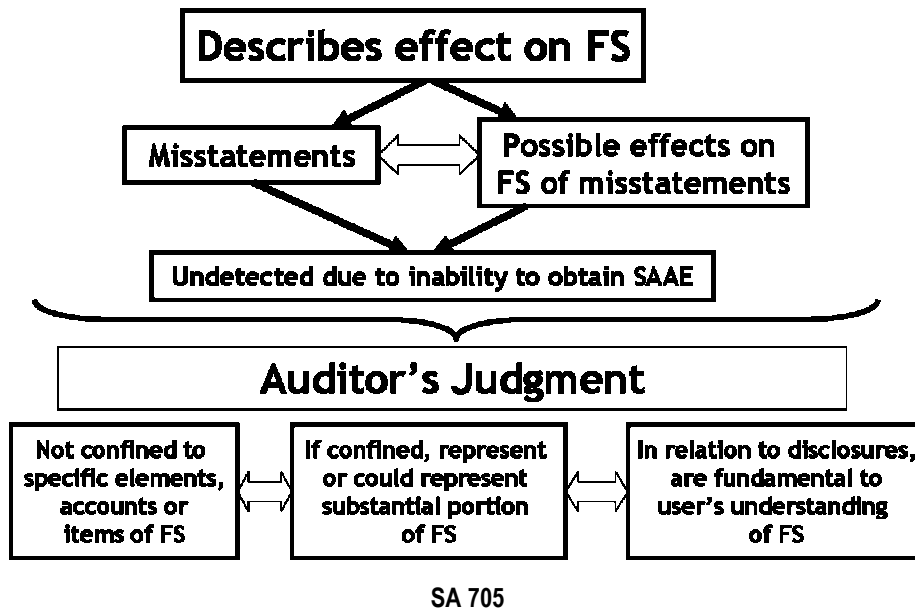 Describes effect on FS
Misstatements
Possible effects on
FS of misstatements
Undetected due to inability to obtain SAAE
Auditor's Judgment
Not confined to
specific elements,
accounts or
items of FS
If confined, represent
or could represent
substantial portion
of FS
In relation to disclosures,
are fundamental to
user's understanding
of FS
SA 705